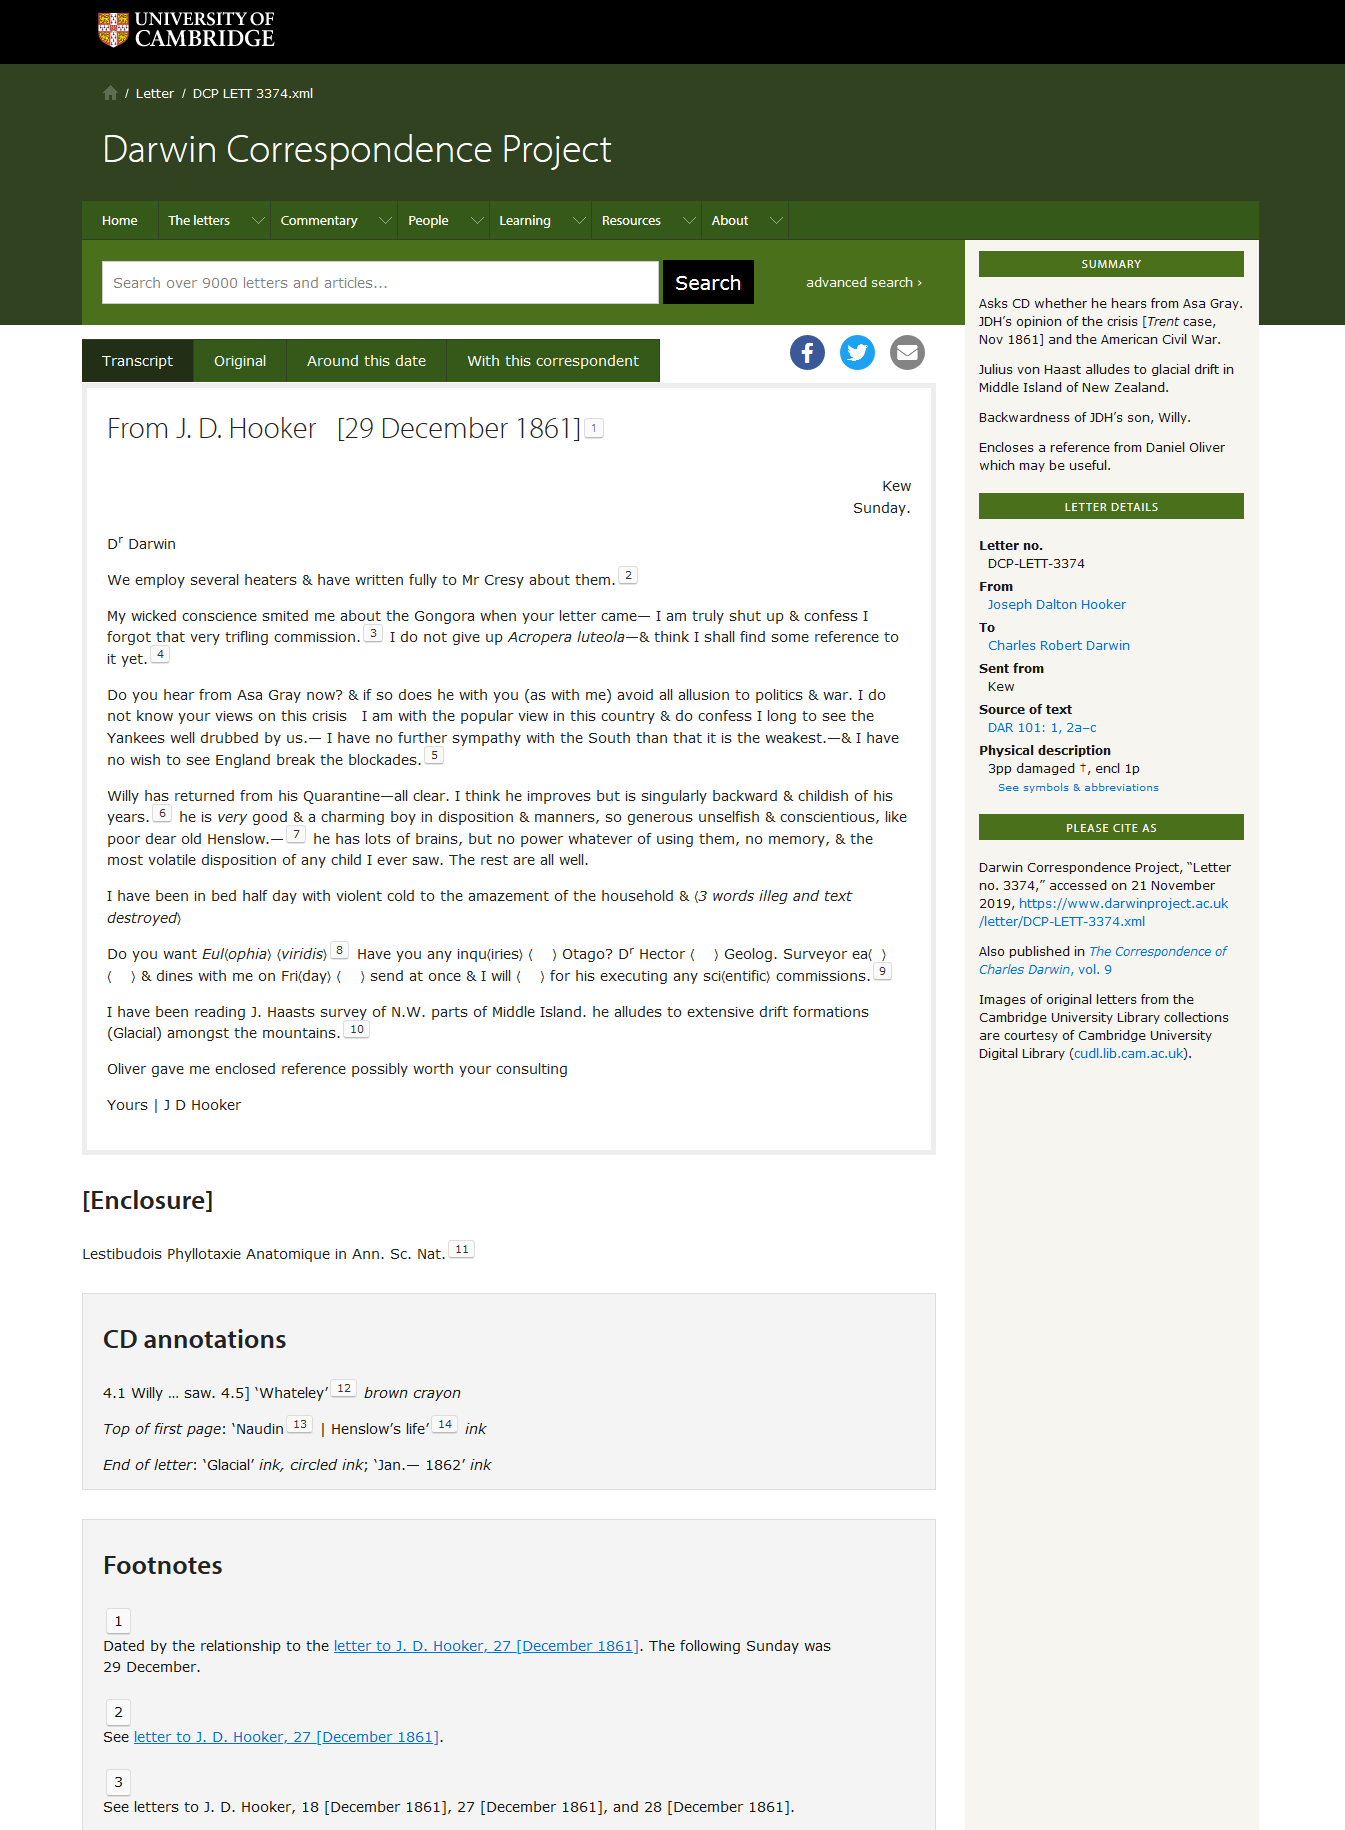 UNIVERSITY OF
CAMBRIDGE
/ Letter / DCP LETT 3374.xml
Darwin Correspondence Project
Home The letters Commentary People Learning Resources About
Search over 9000 letters and articles... Search advanced search ›
Transcript Original Around this date With this correspondent
From J. D. Hooker [29 December 1861] 1
Kew
Sunday.
Dr Darwin
We employ several heaters & have written fully to Mr Cresy about them. 2
My wicked conscience smited me about the Gongora when your letter came— I am truly shut up & confess I
forgot that very trifling commission. 3 I do not give up Acropera luteola—& think I shall find some reference to
it yet. 4
Do you hear from Asa Gray now? & if so does he with you (as with me) avoid all allusion to politics & war. I do
not know your views on this crisis I am with the popular view in this country & do confess I long to see the
Yankees well drubbed by us.— I have no further sympathy with the South than that it is the weakest.—& I have
no wish to see England break the blockades. 5
Willy has returned from his Quarantine—all clear. I think he improves but is singularly backward & childish of his
years. 6 he is very good & a charming boy in disposition & manners, so generous unselfish & conscientious, like
poor dear old Henslow.— 7 he has lots of brains, but no power whatever of using them, no memory, & the
most volatile disposition of any child I ever saw. The rest are all well.
I have been in bed half day with violent cold to the amazement of the household & ⟨3 words illeg and text
destroyed⟩
Do you want Eul⟨ophia⟩ ⟨viridis⟩ 8 Have you any inqu⟨iries⟩ ⟨ ⟩ Otago? Dr Hector ⟨ ⟩ Geolog. Surveyor ea⟨ ⟩
⟨ ⟩ & dines with me on Fri⟨day⟩ ⟨ ⟩ send at once & I will ⟨ ⟩ for his executing any sci⟨entific⟩ commissions. 9
I have been reading J. Haasts survey of N.W. parts of Middle Island. he alludes to extensive drift formations
(Glacial) amongst the mountains. 10
Oliver gave me enclosed reference possibly worth your consulting
Yours | J D Hooker
[Enclosure]
Lestibudois Phyllotaxie Anatomique in Ann. Sc. Nat. 11
CD annotations
4.1 Willy … saw. 4.5] ‘Whateley’ 12 brown crayon
Top of first page: ‘Naudin 13 | Henslow’s life’ 14 ink
End of letter: ‘Glacial’ ink, circled ink; ‘Jan.— 1862’ ink
Footnotes
1
Dated by the relationship to the letter to J. D. Hooker, 27 [December 1861]. The following Sunday was
29 December.
2
See letter to J. D. Hooker, 27 [December 1861].
3
See letters to J. D. Hooker, 18 [December 1861], 27 [December 1861], and 28 [December 1861].
SUMMARY
Asks CD whether he hears from Asa Gray.
JDH’s opinion of the crisis [Trent case,
Nov 1861] and the American Civil War.
Julius von Haast alludes to glacial drift in
Middle Island of New Zealand.
Backwardness of JDH’s son, Willy.
Encloses a reference from Daniel Oliver
which may be useful.
LETTER DETAILS
Letter no.
DCP-LETT-3374
From
Joseph Dalton Hooker
To
Charles Robert Darwin
Sent from
Kew
Source of text
DAR 101: 1, 2a–c
Physical description
3pp damaged †, encl 1p
See symbols & abbreviations
PLEASE CITE AS
Darwin Correspondence Project, “Letter
no. 3374,” accessed on 21 November
2019, https://www.darwinproject.ac.uk
/letter/DCP-LETT-3374.xml
Also published in The Correspondence of
Charles Darwin, vol. 9
Images of original letters from the
Cambridge University Library collections
are courtesy of Cambridge University
Digital Library (cudl.lib.cam.ac.uk).